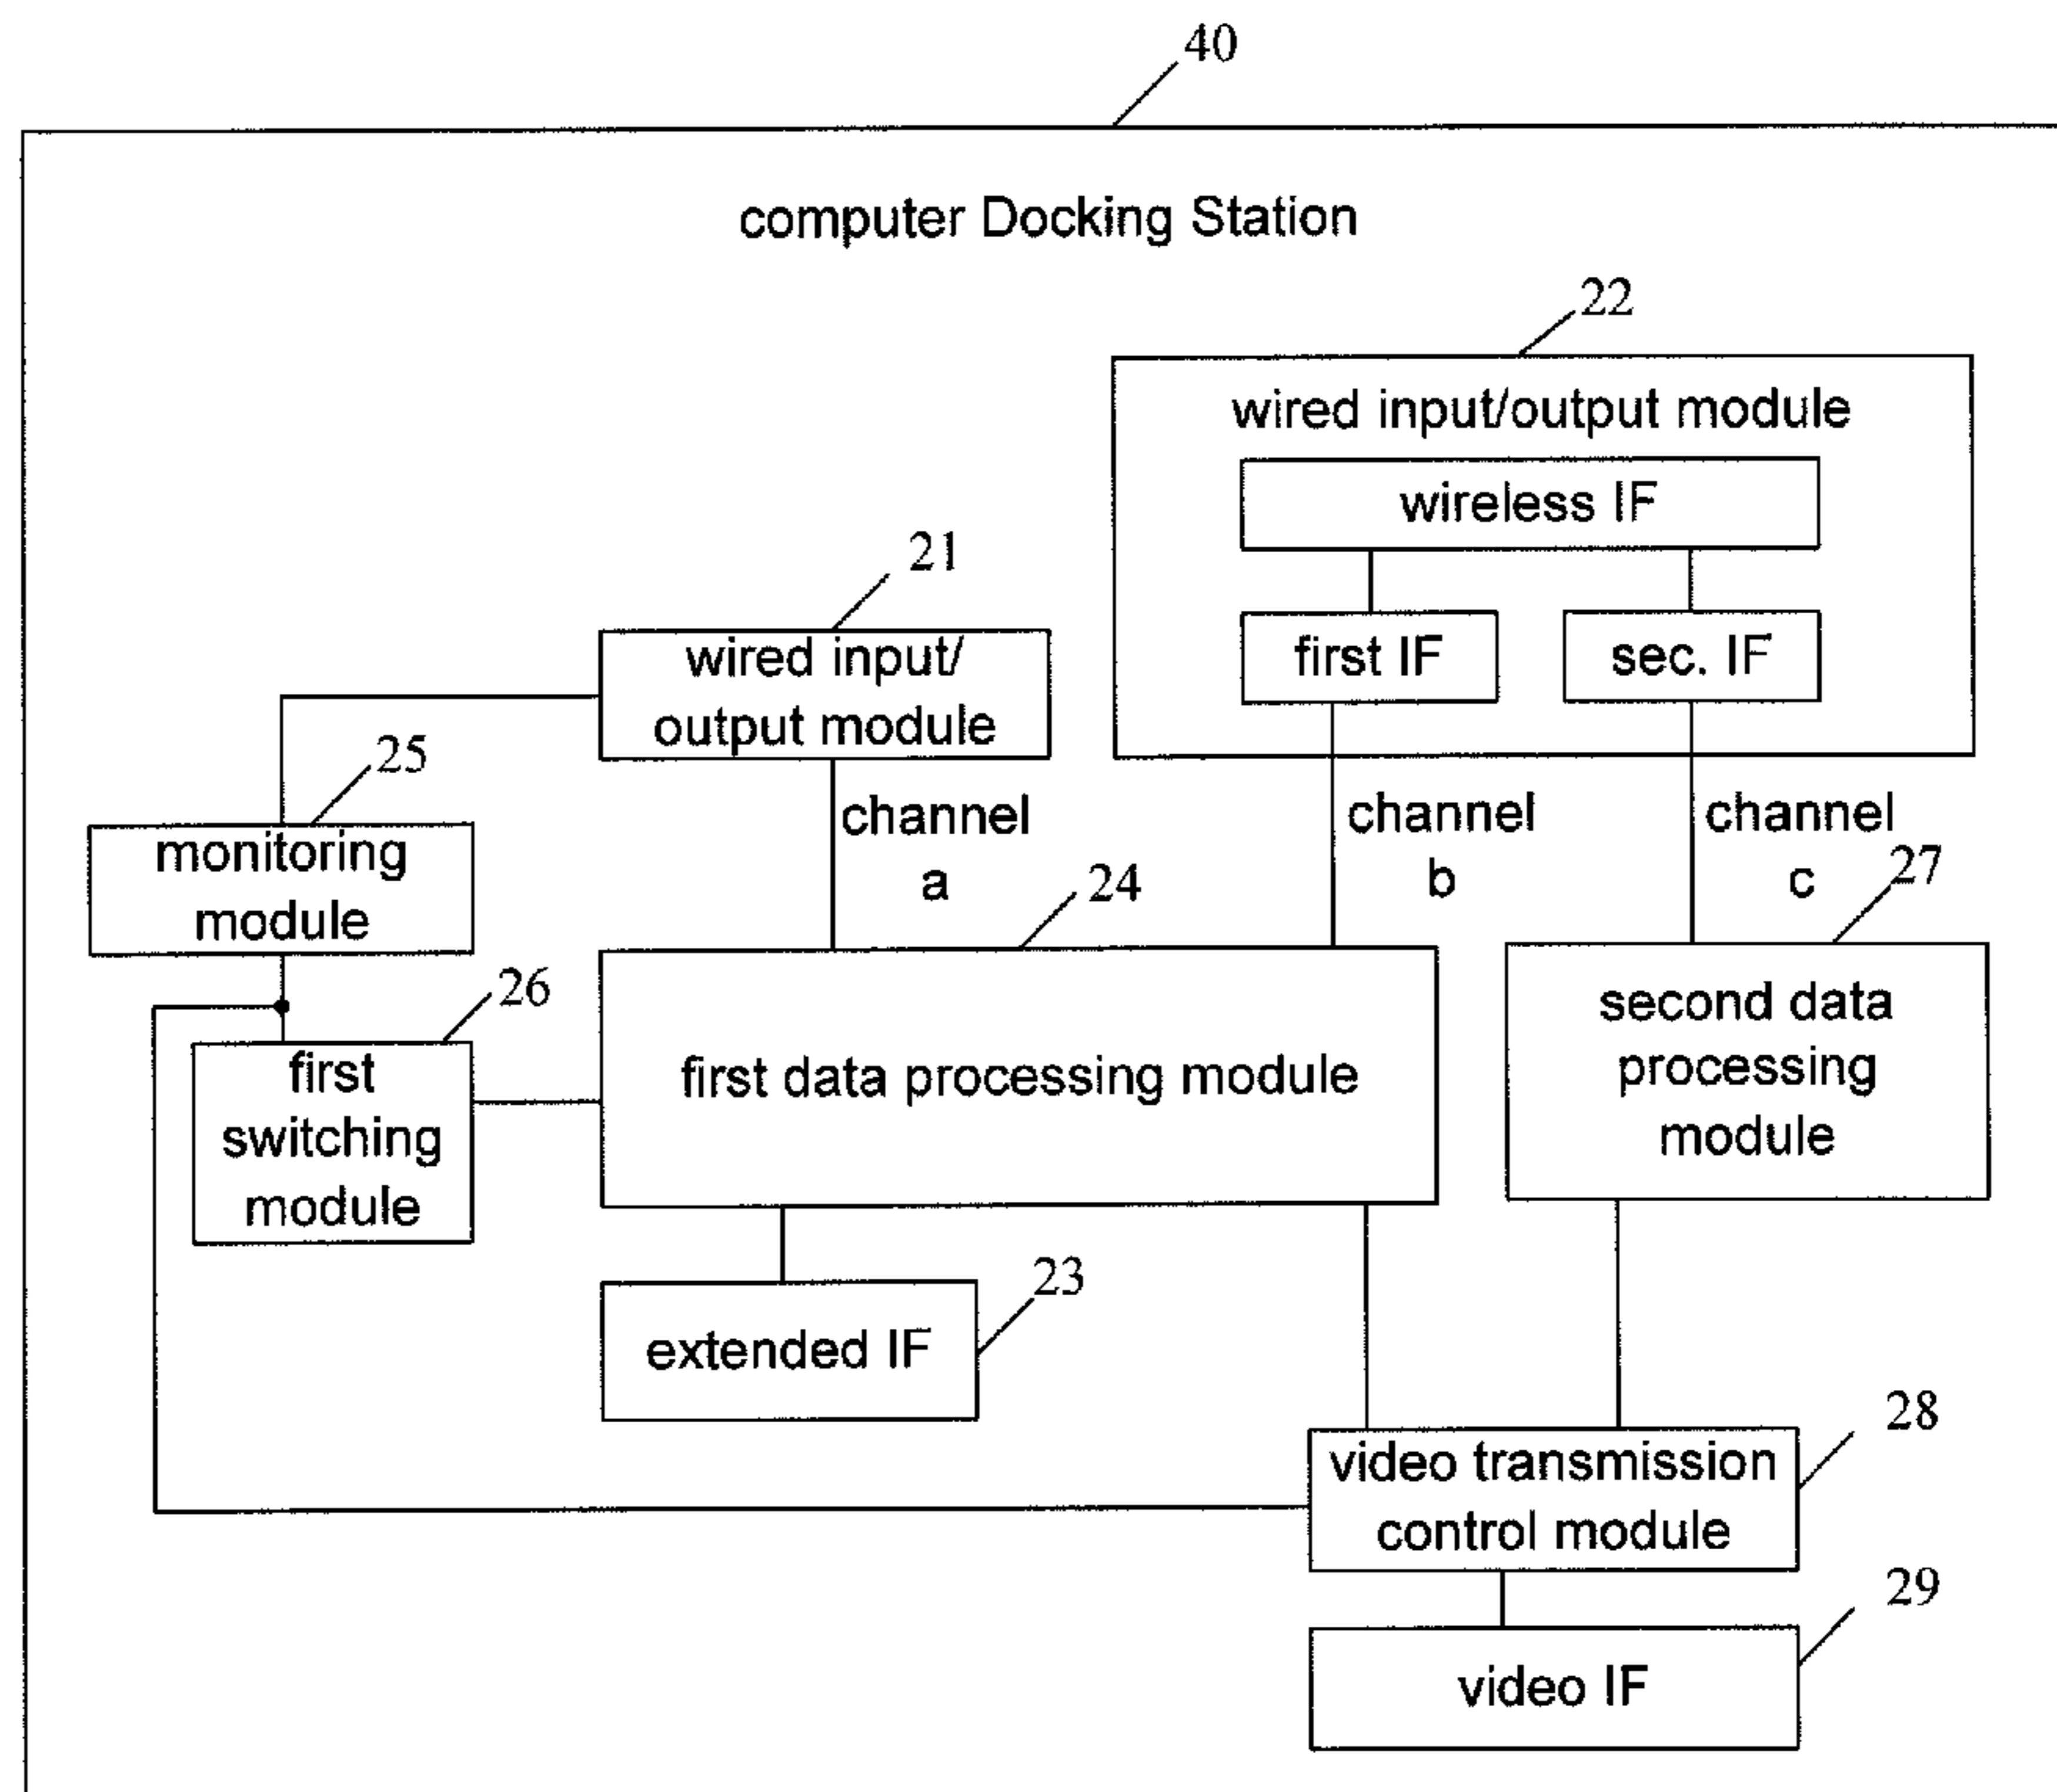 40
computer Docking Station
22
wired input/output module
wireless IF
21
first IF
sec. IF
wired input/
output module
25
channel
a
channel
b
channel
c
monitoring
module
24
27
26
first
switching
module
first data processing module
second data
processing
module
23
extended IF
28
video transmission
control module
29
video IF